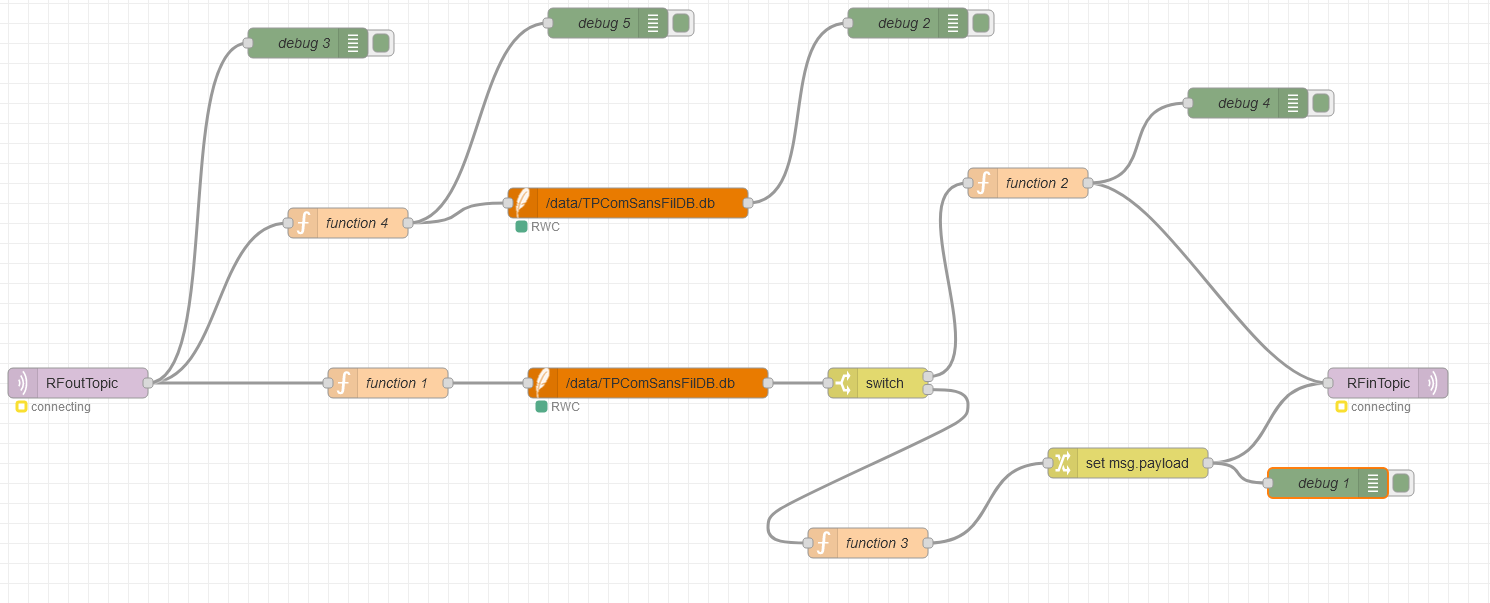 debug 5
debug 2
debug 3
debug 4
function 2
/data/TPComSansFilDB.db
function 4
RWC
RFoutTopic
function 1
/data/TPComSansFilDB.db
switch
RFinTopic
connecting
RWC
connecting
set msg.payload
debug 1
function 3